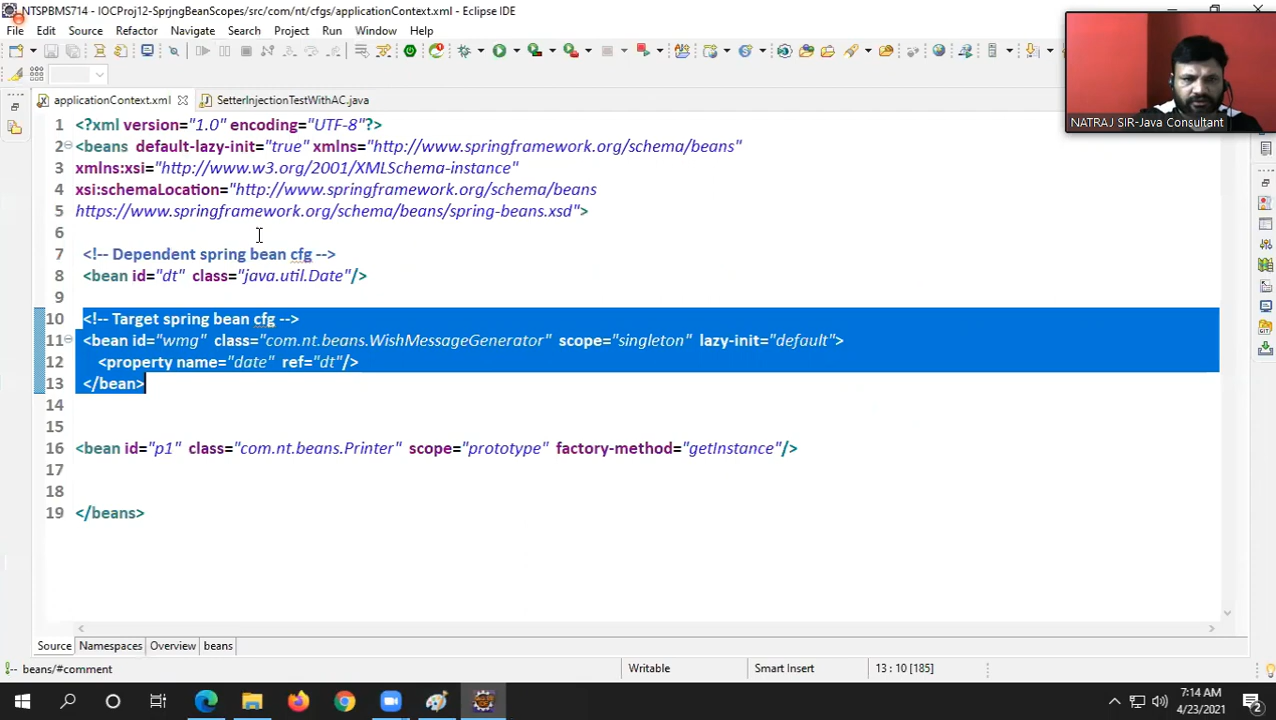 NTSPBMS714 - IOCProj12-SprjngBeanScopes/src/com/nt/cfgs/applicationContext.xml - Eclipse IDE
File Edit Source Refactor Navigate Search Project Run Window Help
applicationContext.xml SetterInjectionTestWithAC.java
NATRAJ SIR-Java Consultant
1 <?xml version="1.0" encoding="UTF-8"?>
2 <beans default-lazy-init="true" xmlns="http://www.springframework.org/schema/beans"
3 xmlns:xsi="http://www.w3.org/2001/XMLSchema-instance"
4 xsi:schemaLocation="http://www.springframework.org/schema/beans
5 https://www.springframework.org/schema/beans/spring-beans.xsd">
6
7 <!-- Dependent spring bean cfg -->
8 <bean id="dt" class="java.util.Date"/>
9
10 <!-- Target spring bean cfg -->
11 <bean id="wmg" class="com.nt.beans.WishMessageGenerator" scope="singleton" lazy-init="default">
12 <property name="date" ref="dt"/>
13 </bean>
14
15
16 <bean id="p1" class="com.nt.beans.Printer" scope="prototype" factory-method="getInstance"/>
17
18
19 </beans>
Source Namespaces Overview beans
beans/#comment Writable Smart Insert 13 : 10 [185]
7:14 AM
4/23/2021
2